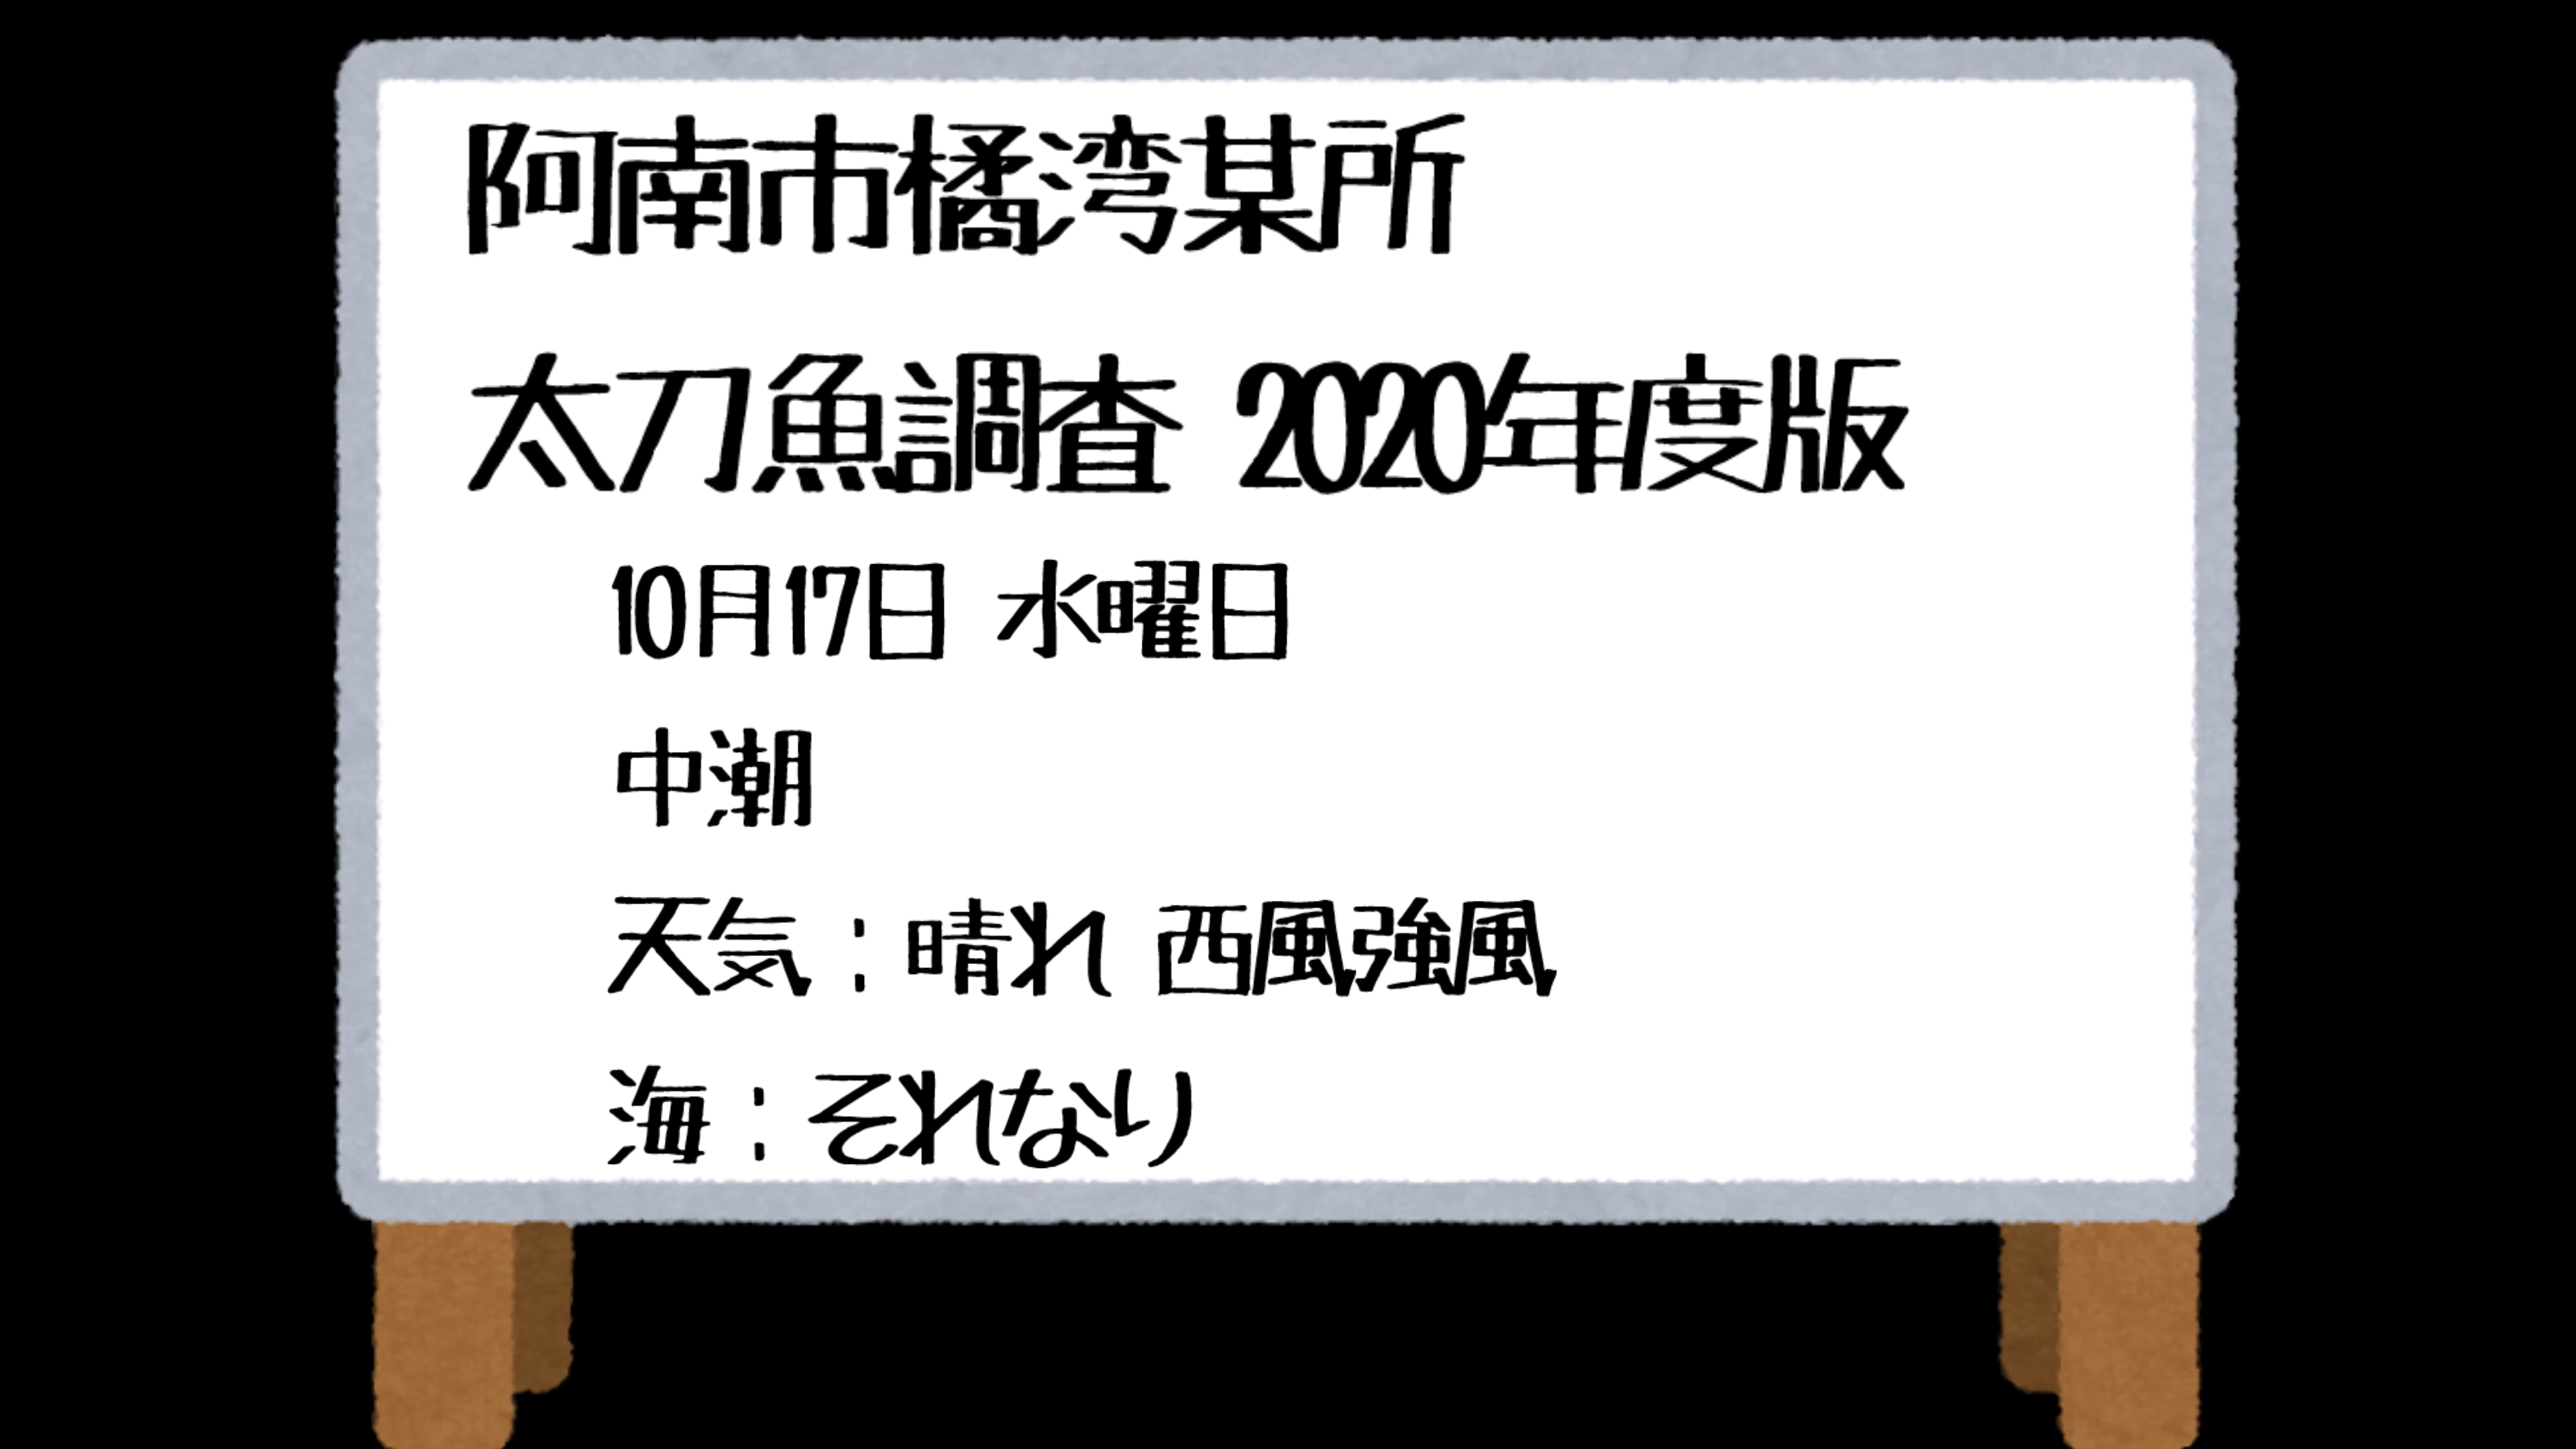 阿南市橘湾某所
太刀魚調査 2020年度版
10月17日 水曜日
中潮
天気：晴れ 西風強風
海：それなり